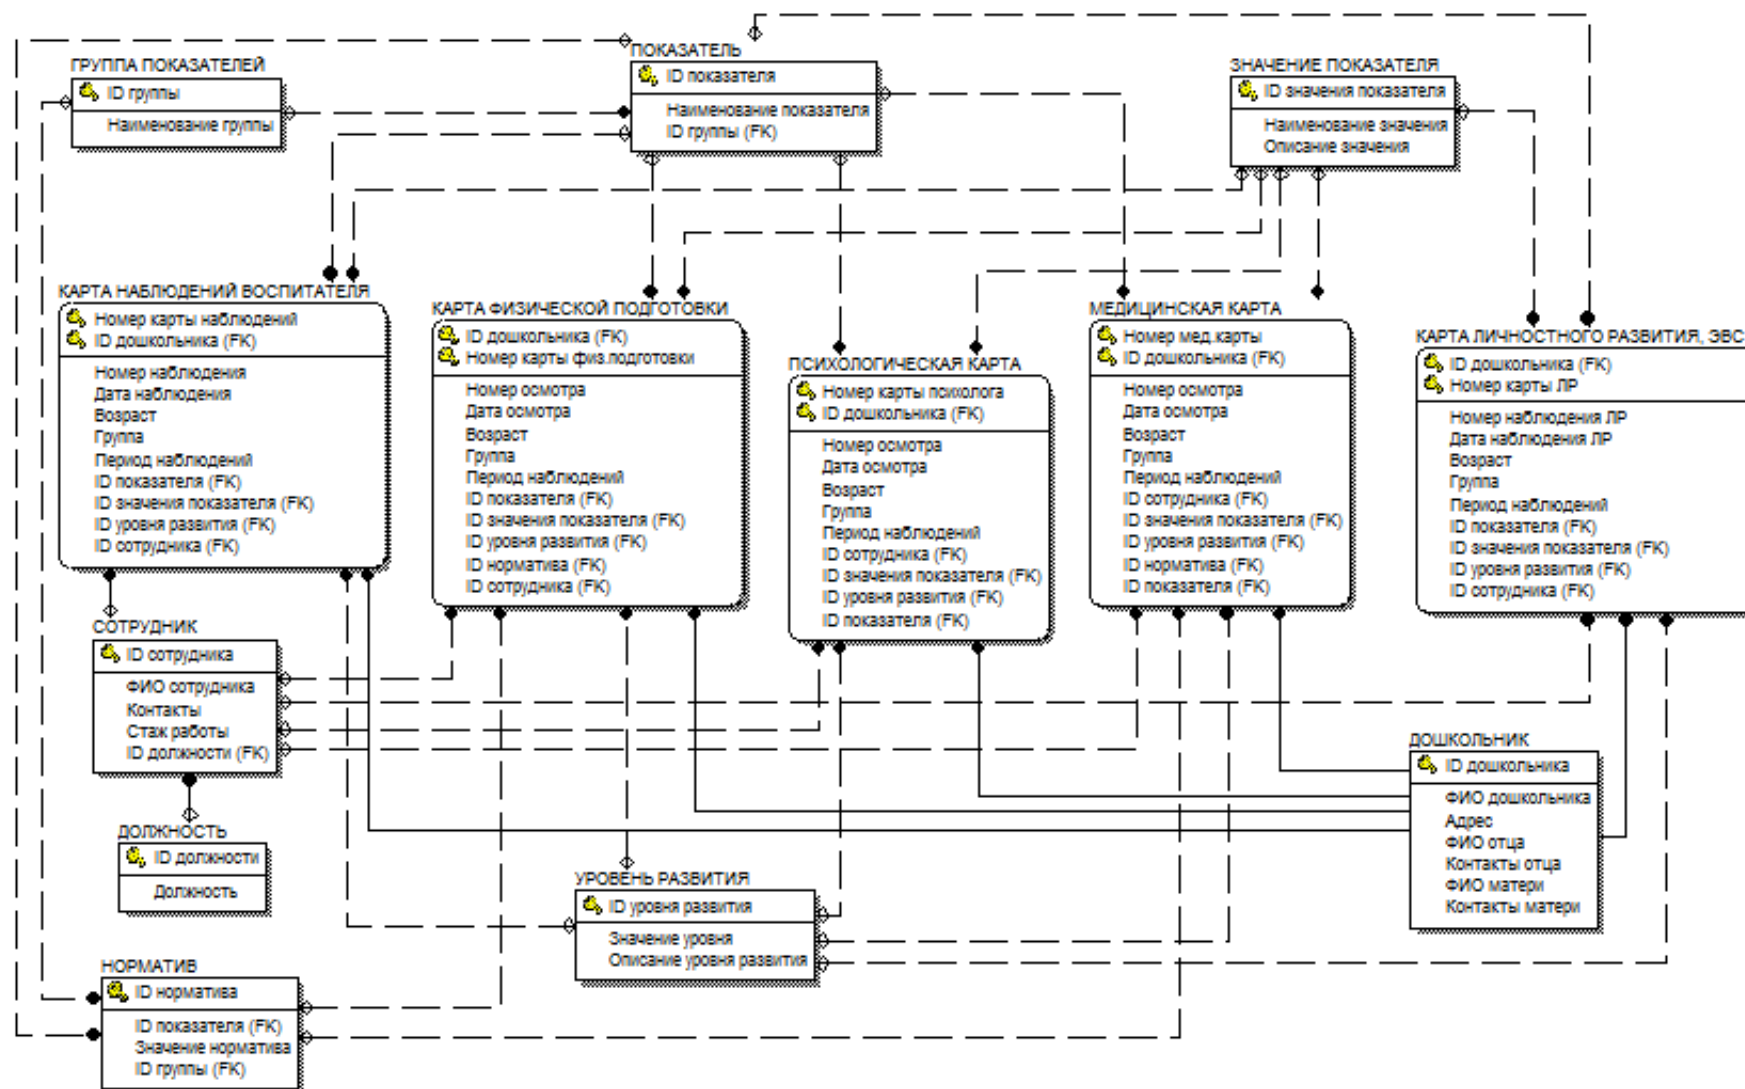 ГРУППА ПОКАЗАТЕЛЕЙ
ID группы
Наименование группы
ПОКАЗАТЕЛЬ
ID показателя
Наименование показателя
ID группы (FK)
ЗНАЧЕНИЕ ПОКАЗАТЕЛЯ
ID значения показателя
Наименование значения
Описание значения
КАРТА НАБЛЮДЕНИЙ ВОСПИТАТЕЛЯ
Номер карты наблюдений
ID дошкольника (FK)
Номер наблюдения
Дата наблюдения
Возраст
Группа
Период наблюдений
ID показателя (FK)
ID значения показателя (FK)
ID уровня развития (FK)
ID сотрудника (FK)
КАРТА ФИЗИЧЕСКОЙ ПОДГОТОВКИ
ID дошкольника (FK)
Номер карты физ.подготовки
Номер осмотра
Дата осмотра
Возраст
Группа
Период наблюдений
ID показателя (FK)
ID значения показателя (FK)
ID уровня развития (FK)
ID норматива (FK)
ID сотрудника (FK)
ПСИХОЛОГИЧЕСКАЯ КАРТА
Номер карты психолога
ID дошкольника (FK)
Номер осмотра
Дата осмотра
Возраст
Группа
Период наблюдений
ID сотрудника (FK)
ID значения показателя (FK)
ID уровня развития (FK)
ID показателя (FK)
МЕДИЦИНСКАЯ КАРТА
Номер мед.карты
ID дошкольника (FK)
Номер осмотра
Дата осмотра
Возраст
Группа
Период наблюдений
ID сотрудника (FK)
ID значения показателя (FK)
ID уровня развития (FK)
ID норматива (FK)
ID показателя (FK)
КАРТА ЛИЧНОСТНОГО РАЗВИТИЯ, ЭВС
ID дошкольника (FK)
Номер карты ЛР
Номер наблюдения ЛР
Дата наблюдения ЛР
Возраст
Группа
Период наблюдений
ID показателя (FK)
ID значения показателя (FK)
ID уровня развития (FK)
ID сотрудника (FK)
СОТРУДНИК
ID сотрудника
ФИО сотрудника
Контакты
Стаж работы
ID должности (FK)
ДОЛЖНОСТЬ
ID должности
Должность
ДОШКОЛЬНИК
ID дошкольника
ФИО дошкольника
Адрес
ФИО отца
Контакты отца
ФИО матери
Контакты матери
УРОВЕНЬ РАЗВИТИЯ
ID уровня развития
Значение уровня
Описание уровня развития
НОРМАТИВ
ID норматива
ID показателя (FK)
Значение норматива
ID группы (FK)